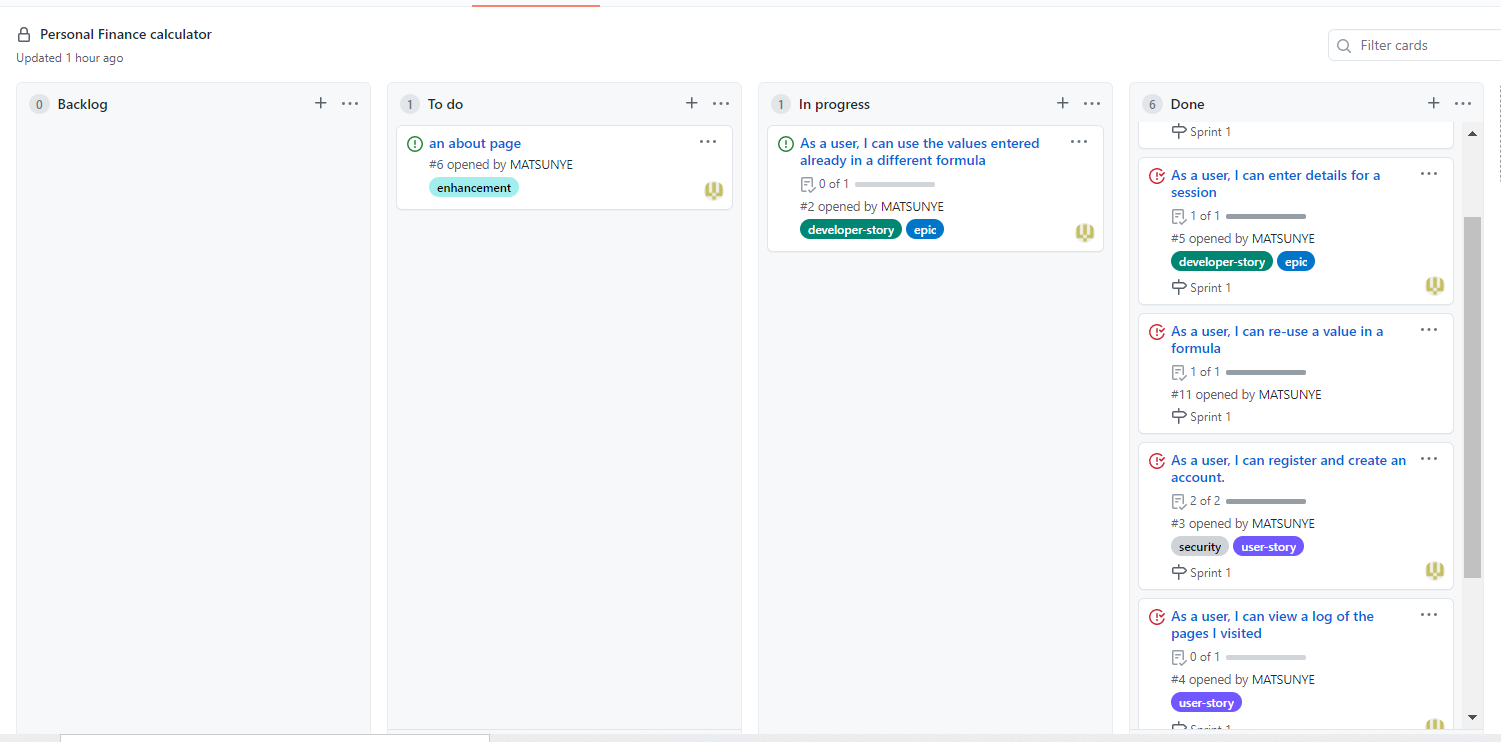 Personal Finance calculator
Updated 1 hour ago
Filter cards
0 Backlog
1 To do
an about page
#6 opened by MATSUNYE
enhancement
1 In progress
As a user, I can use the values entered
already in a different formula
0 of 1
#2 opened by MATSUNYE
developer-story epic
6 Done
Sprint 1
As a user, I can enter details for a
session
1 of 1
#5 opened by MATSUNYE
developer-story epic
Sprint 1
As a user, I can re-use a value in a
formula
1 of 1
#11 opened by MATSUNYE
Sprint 1
As a user, I can register and create an
account.
2 of 2
#3 opened by MATSUNYE
security user-story
Sprint 1
As a user, I can view a log of the
pages I visited
0 of 1
#4 opened by MATSUNYE
user-story
Sprint 1